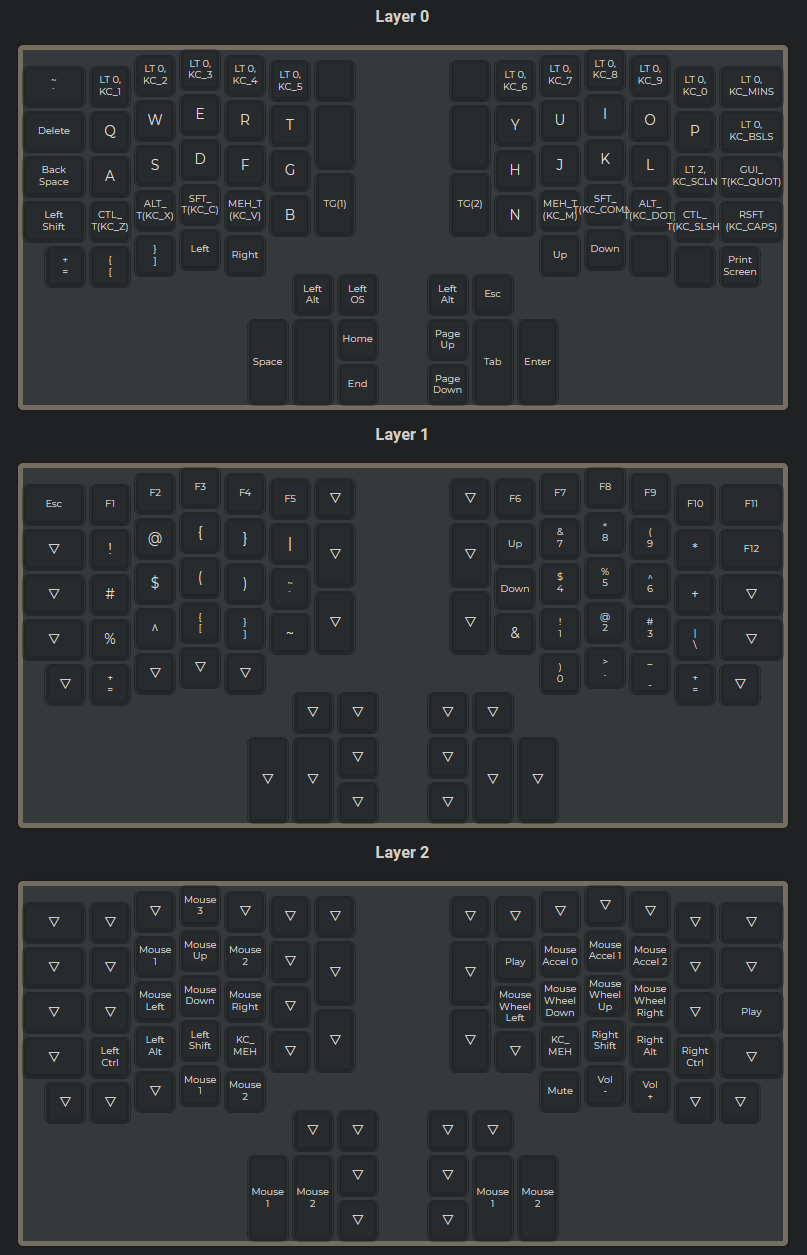 Layer 0
~
`
LT 0,
KC_1
LT 0,
KC_2
LT 0,
KC_3
LT 0,
KC_4
LT 0,
KC_5
LT 0,
KC_6
LT 0,
KC_7
LT 0,
KC_8
LT 0,
KC_9
LT 0,
KC_0
LT 0,
KC_MINS
Delete
Q
W
E
R
T
Y
U
I
O
P
LT 0,
KC_BSLS
Back
Space
A
S
D
F
G
H
J
K
L
LT 2,
KC_SCLN
GUI_
T(KC_QUOT)
Left
Shift
CTL_
T(KC_Z)
ALT_
T(KC_X)
SFT_
T(KC_C)
MEH_T
(KC_V)
B
TG(1)
TG(2)
N
MEH_T
(KC_M)
SFT_
T(KC_COMM
ALT_
T(KC_DOT)
CTL_
T(KC_SLSH)
RSFT
(KC_CAPS)
+
=
{
[
}
]
Left
Right
Up
Down
Print
Screen
Left
Alt
Left
OS
Left
Alt
Esc
Space
Home
End
Page
Up
Page
Down
Tab
Enter
Layer 1
Esc
F1
F2
F3
F4
F5
▽
▽
F6
F7
F8
F9
F10
F11
▽
!
@
{
}
|
▽
▽
Up
&
7
*
8
(
9
*
F12
▽
#
$
(
)
~
`
Down
$
4
%
5
^
6
+
▽
▽
%
^
{
[
}
]
~
▽
▽
&
!
1
@
2
#
3
|
\
▽
▽
+
=
▽
▽
▽
)
0
>
.
_
-
+
=
▽
▽
▽
▽
▽
▽
▽
▽
▽
▽
▽
▽
▽
Layer 2
▽
▽
▽
Mouse
3
▽
▽
▽
▽
▽
▽
▽
▽
▽
▽
▽
▽
Mouse
1
Mouse
Up
Mouse
2
▽
▽
▽
Play
Mouse
Accel 0
Mouse
Accel 1
Mouse
Accel 2
▽
▽
▽
▽
Mouse
Left
Mouse
Down
Mouse
Right
▽
Mouse
Wheel
Left
Mouse
Wheel
Down
Mouse
Wheel
Up
Mouse
Wheel
Right
▽
Play
▽
Left
Ctrl
Left
Alt
Left
Shift
KC_
MEH
▽
▽
▽
▽
KC_
MEH
Right
Shift
Right
Alt
Right
Ctrl
▽
▽
▽
▽
Mouse
1
Mouse
2
Mute
Vol
-
Vol
+
▽
▽
▽
▽
▽
▽
Mouse
1
Mouse
2
▽
▽
▽
▽
Mouse
1
Mouse
2